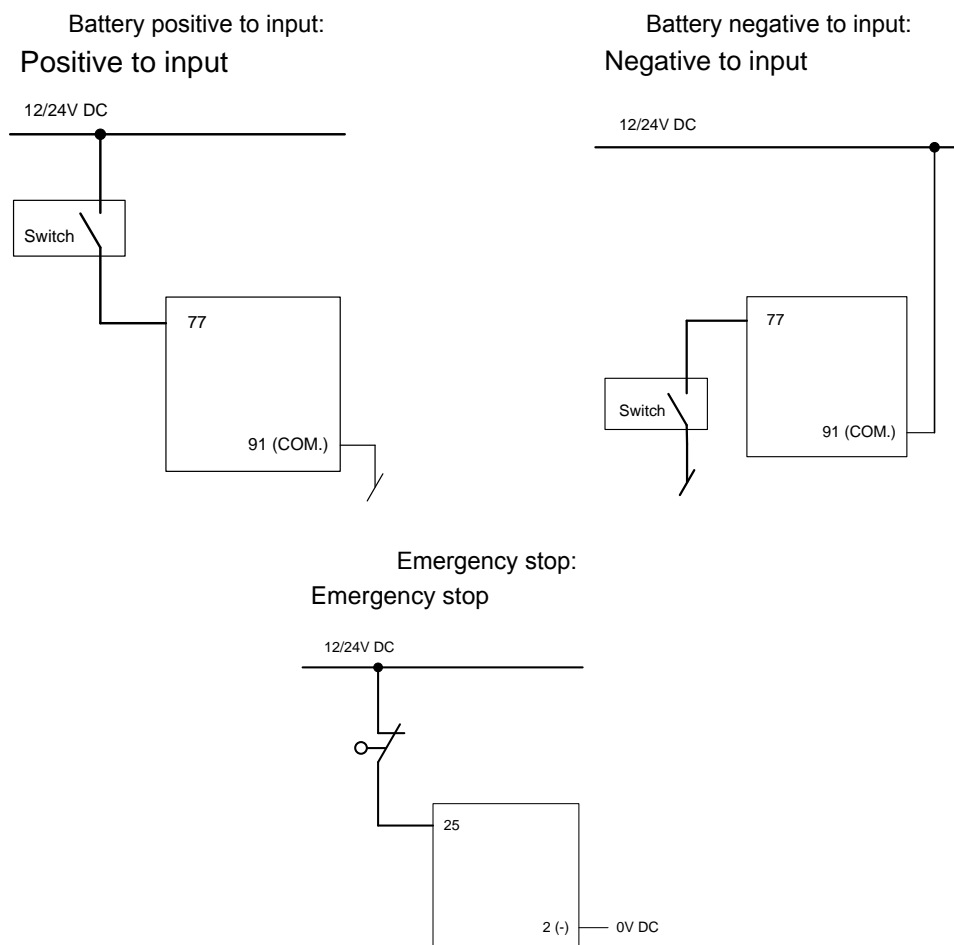 Battery positive to input:
Positive to input
12/24V DC
Switch
77
91 (COM.)
Battery negative to input:
Negative to input
12/24V DC
77
Switch
91 (COM.)
Emergency stop:
Emergency stop
12/24V DC
25
2 (-)
0V DC